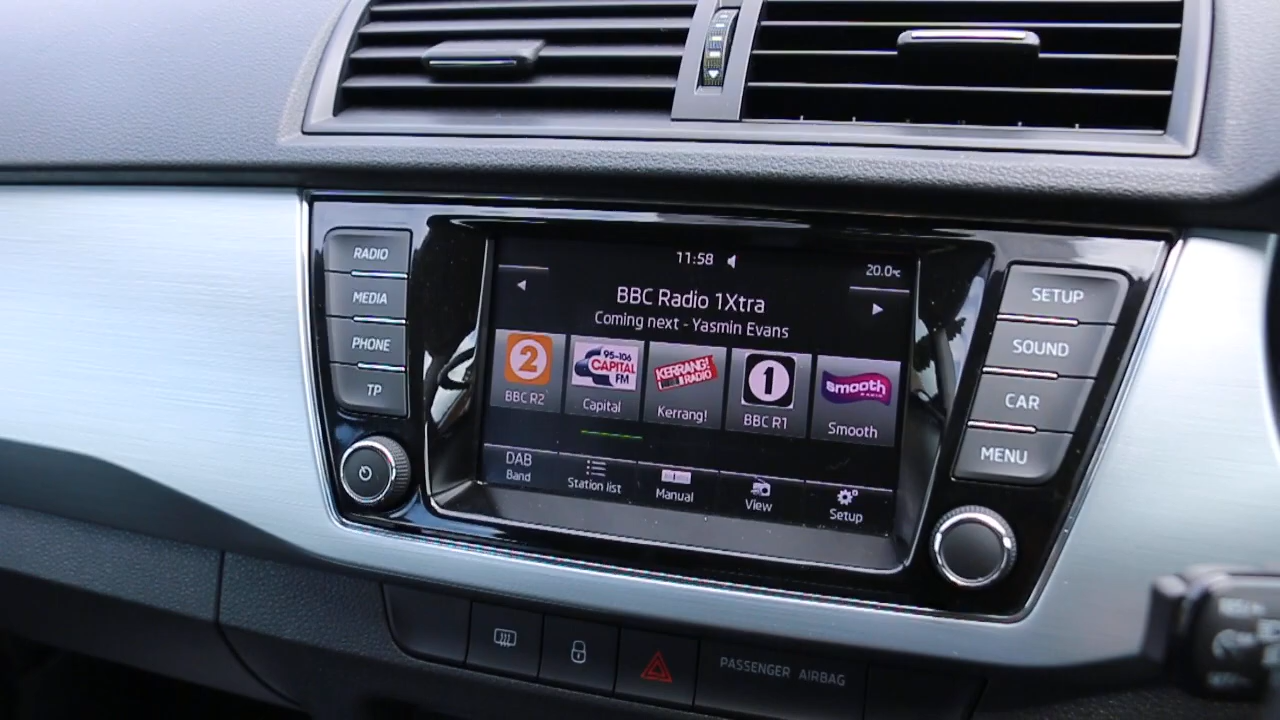 RADIO
MEDIA
PHONE
TP
11:58
20.0°C
BBC Radio 1Xtra
Coming next - Yasmin Evans
2
BBC R2
95-106
CAPITAL
FM
Capital
KERRANG!
RADIO
Kerrang!
1
BBC R1
smooth
RADIO
Smooth
DAB
Band
Station list
Manual
View
Setup
SETUP
SOUND
CAR
MENU
PASSENGER AIRBAG